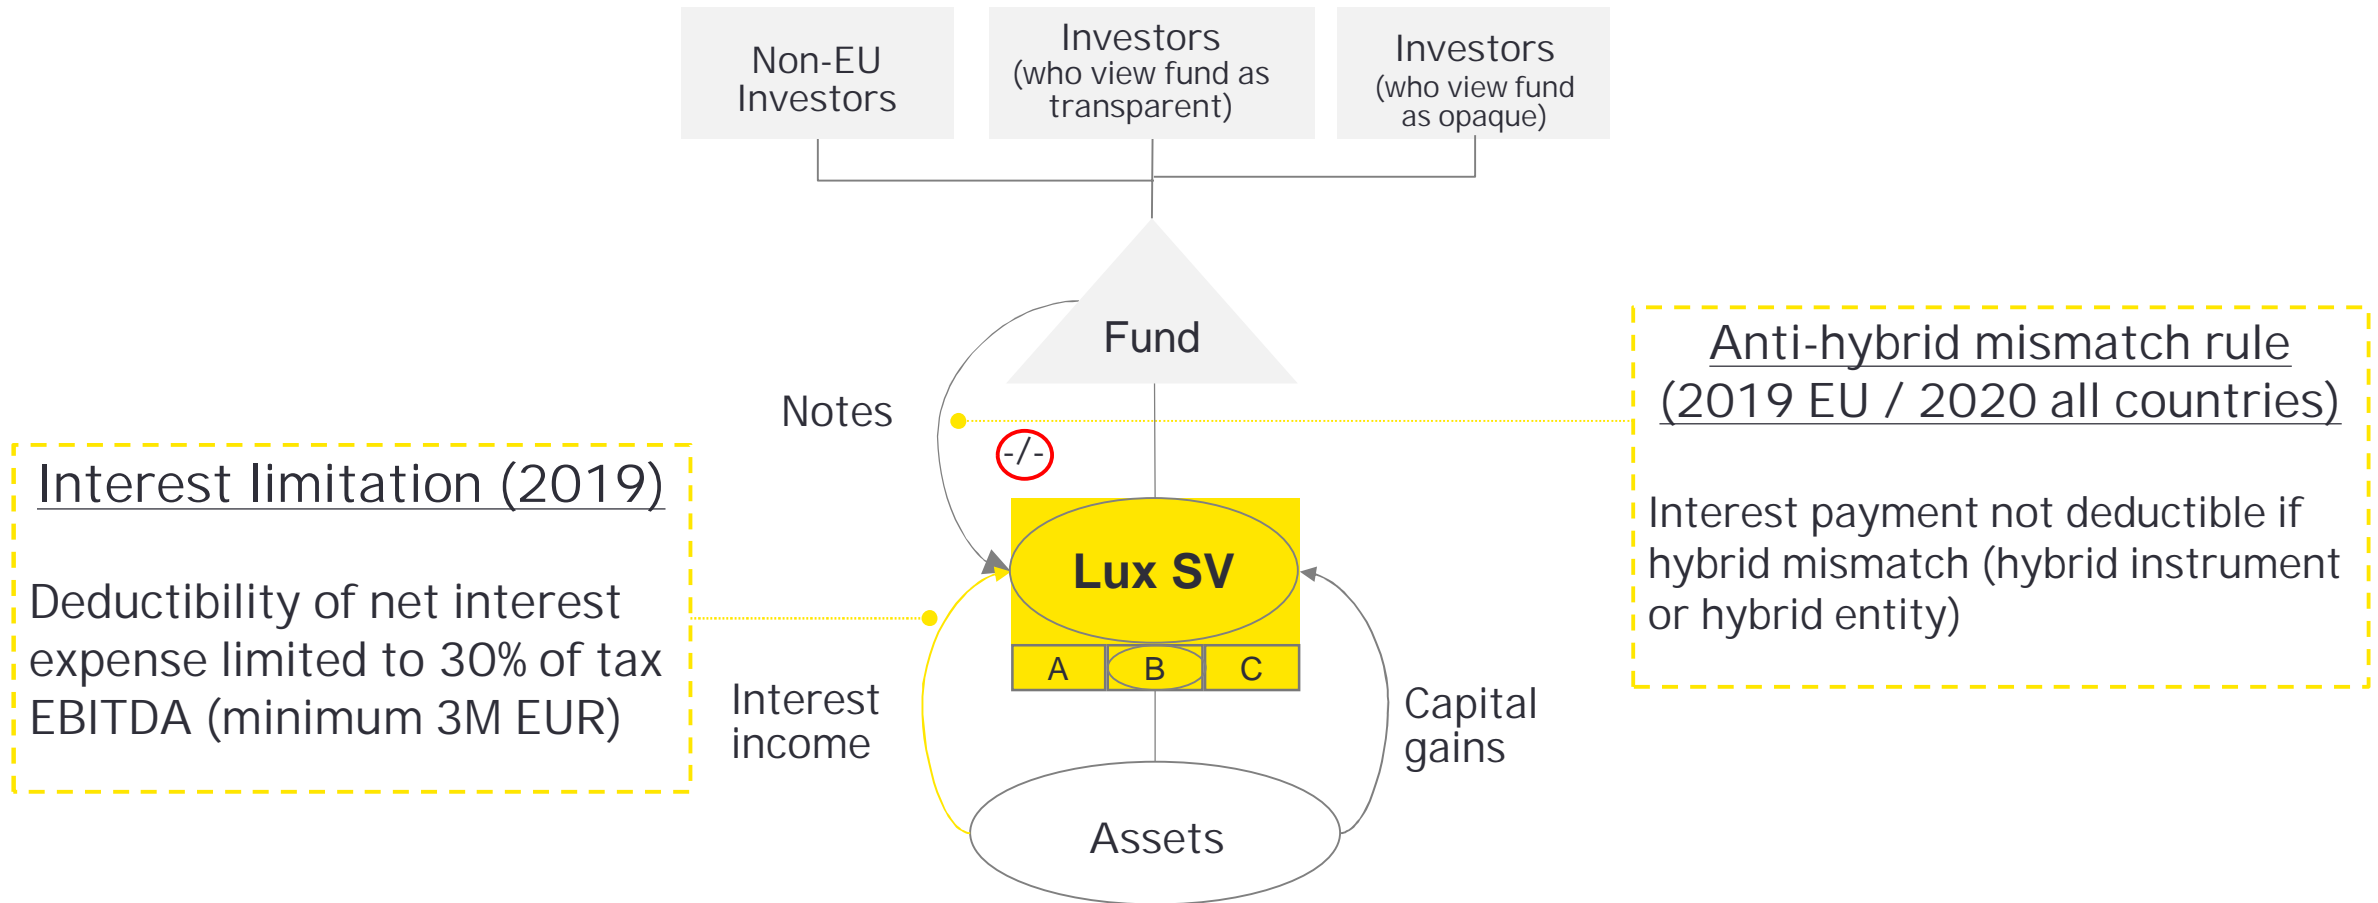 Non-EU
Investors
Investors
(who view fund as
transparent)
Investors
(who view fund
as opaque)
Fund
Notes
-/-
Anti-hybrid mismatch rule
(2019 EU / 2020 all countries)
Interest payment not deductible if
hybrid mismatch (hybrid instrument
or hybrid entity)
Interest limitation (2019)
Deductibility of net interest
expense limited to 30% of tax
EBITDA (minimum 3M EUR)
Lux SV
A
B
C
Interest
income
Capital
gains
Assets